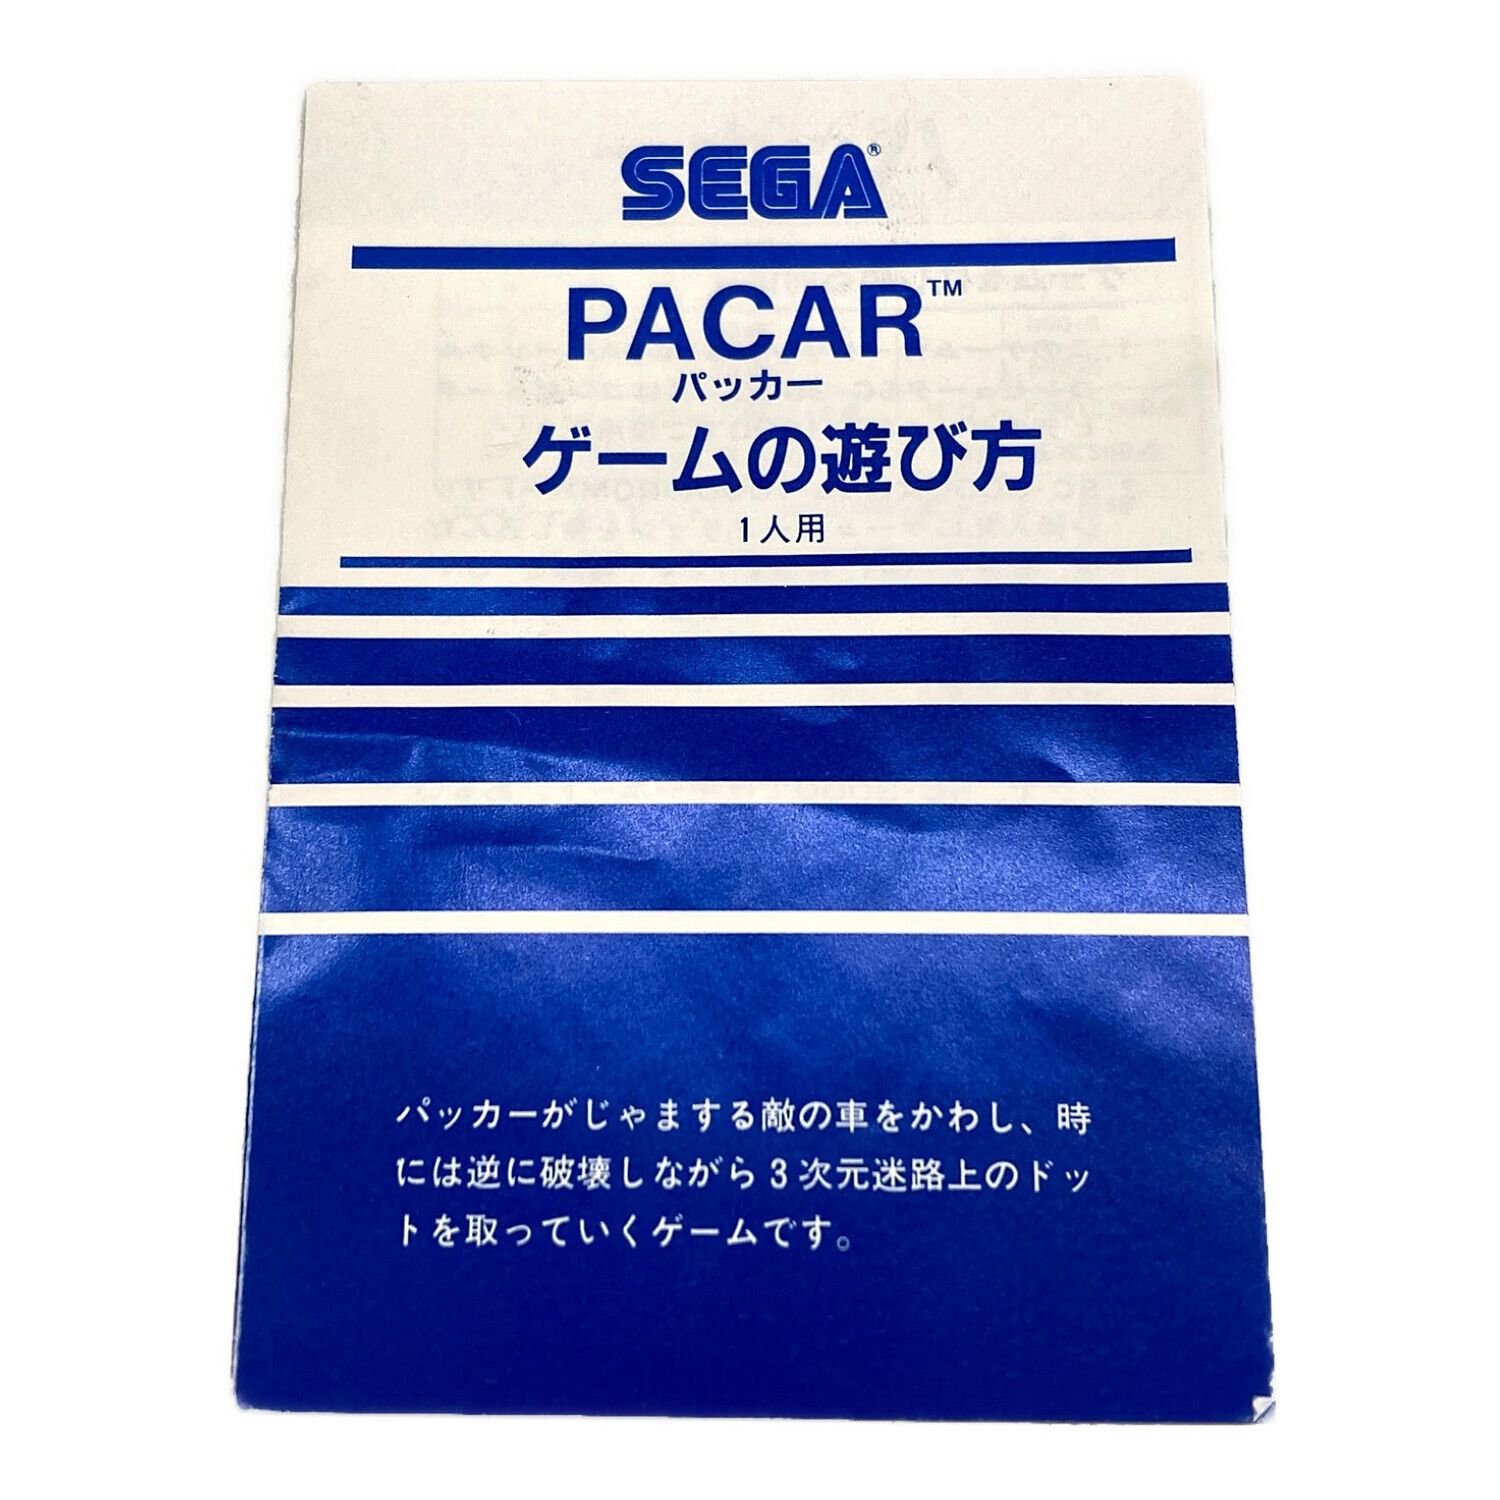 SEGA®
PACAR™
パッカー
ゲームの遊び方
1人用
パッカーがじゃまする敵の車をかわし、時
には逆に破壊しながら3次元迷路上のドッ
トを取っていくゲームです。